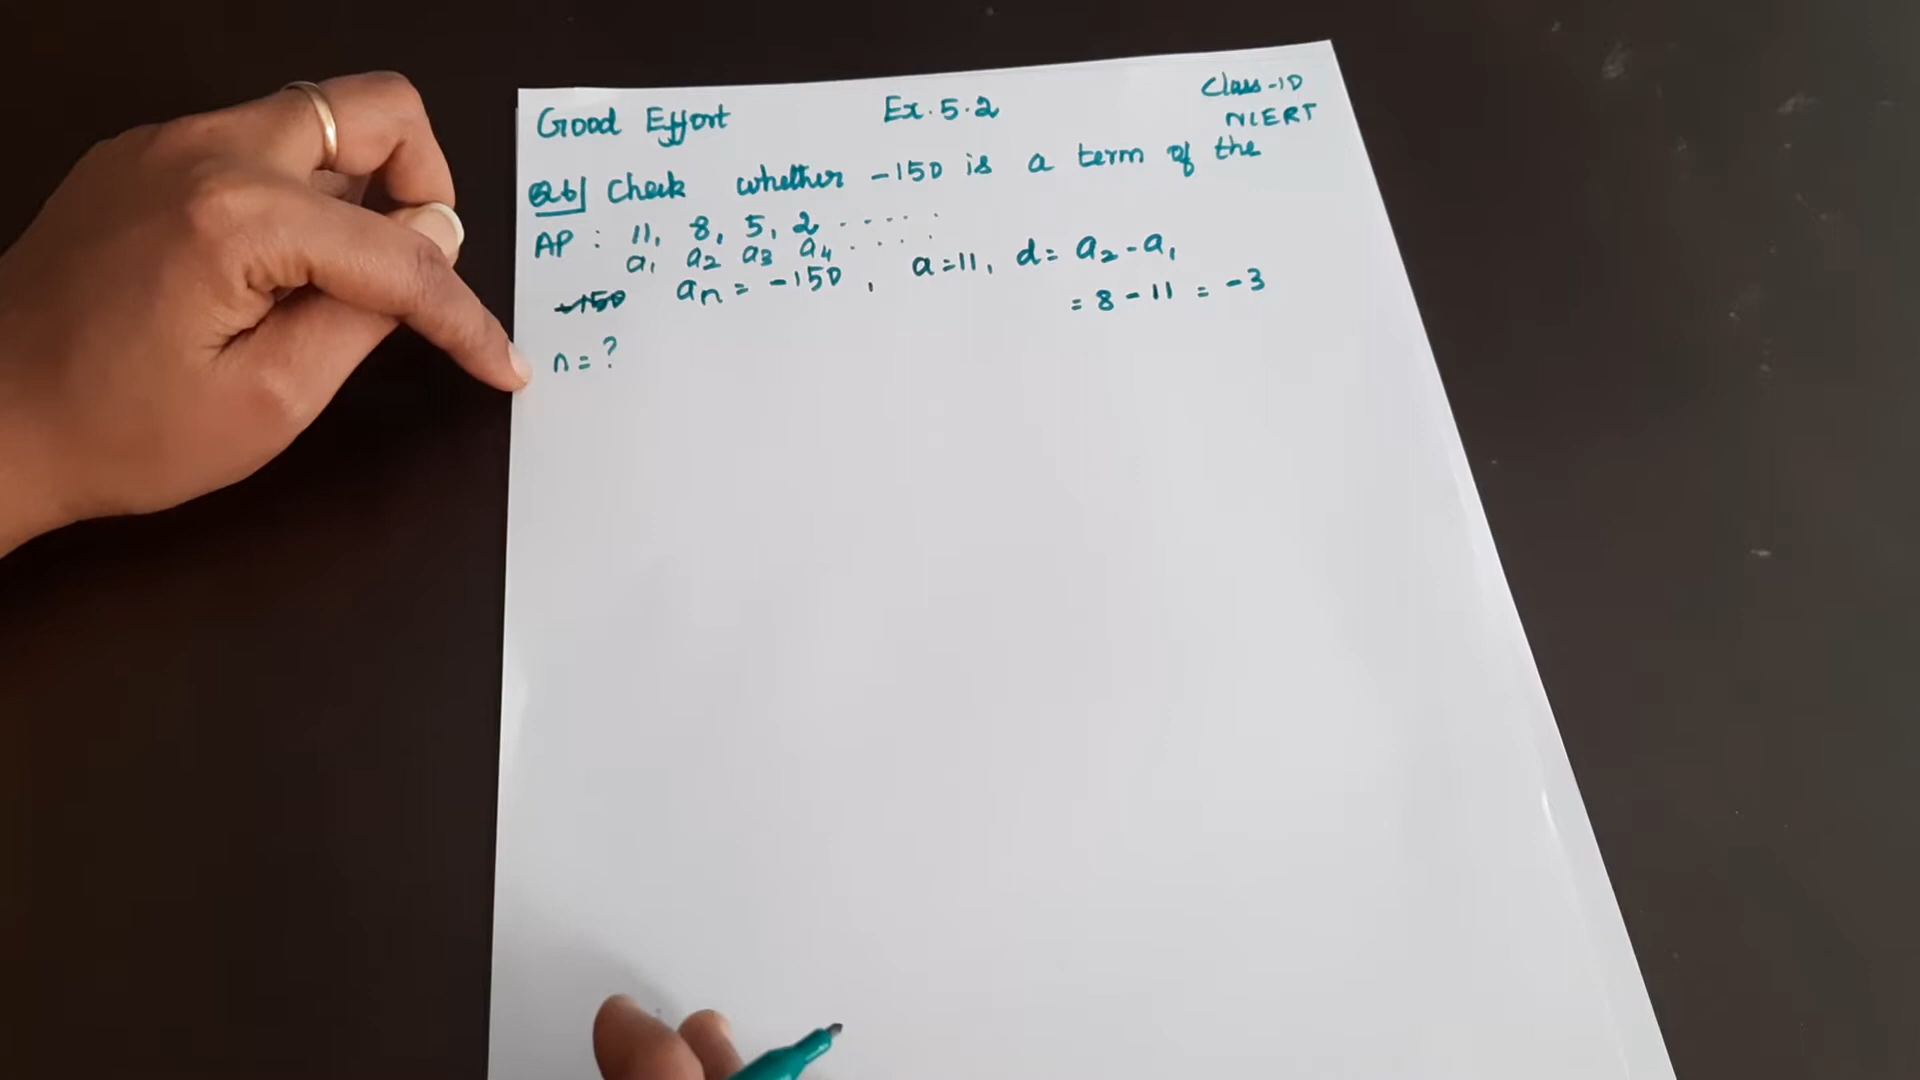 Good Effort Ex. 5.2 Class-10
NCERT
Q6] Check whether -150 is a term of the
AP : 11, 8, 5, 2 . . . . .
a₁ a₂ a₃ a₄ . . . .
-150 aₙ = -150, a=11, d= a₂-a₁
= 8 - 11 = -3
n = ?